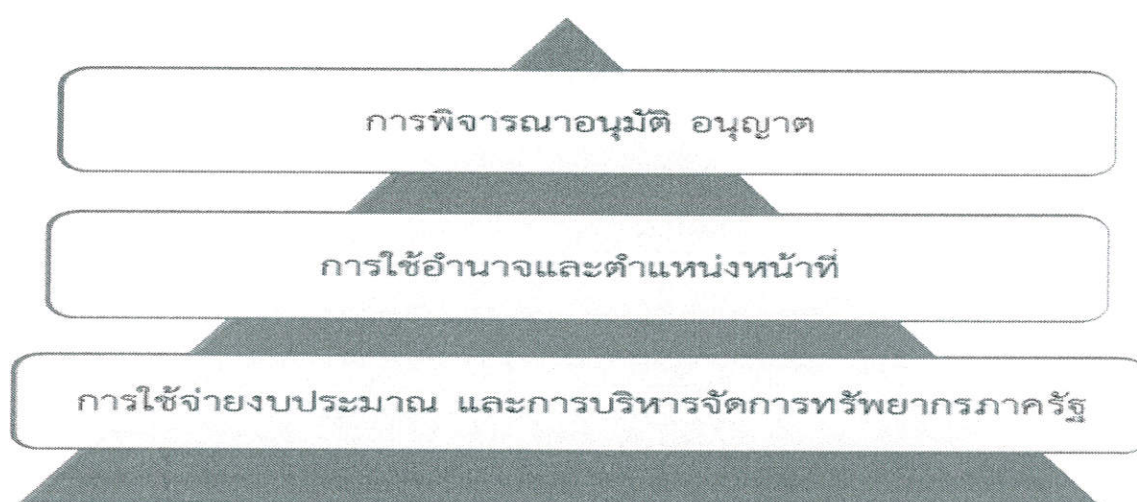 การพิจารณาอนุมัติ อนุญาต
การใช้อำนาจและตำแหน่งหน้าที่
การใช้จ่ายงบประมาณ และการบริหารจัดการทรัพยากรภาครัฐ